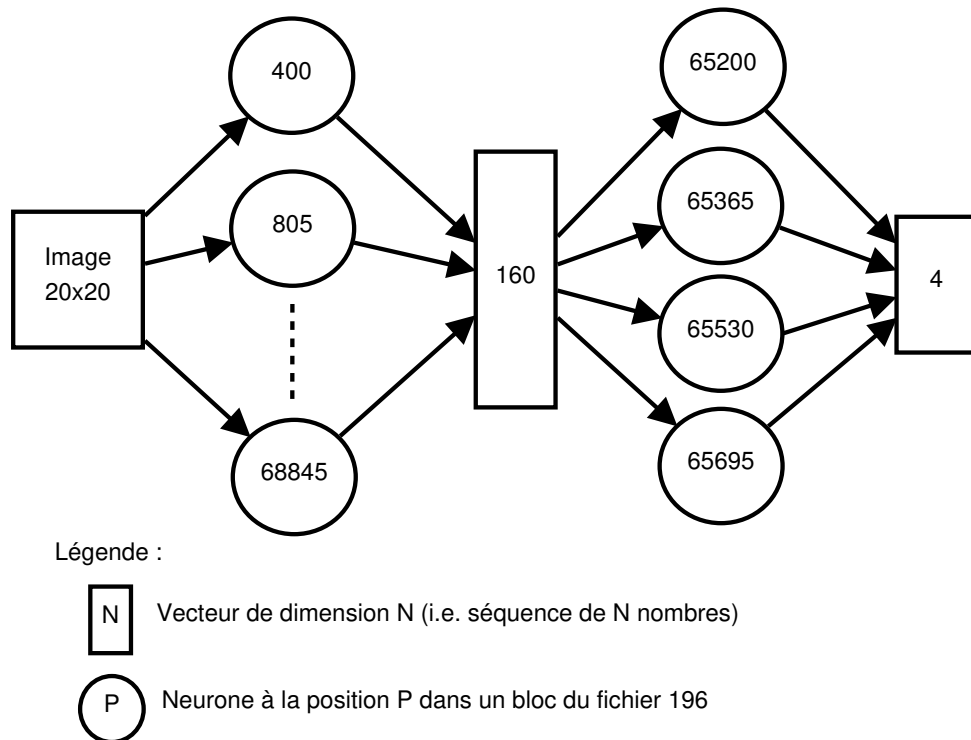 400
65200
805
65365
Image
20x20
160
4
65530
68845
65695
Légende :
N Vecteur de dimension N (i.e. séquence de N nombres)
P Neurone à la position P dans un bloc du fichier 196